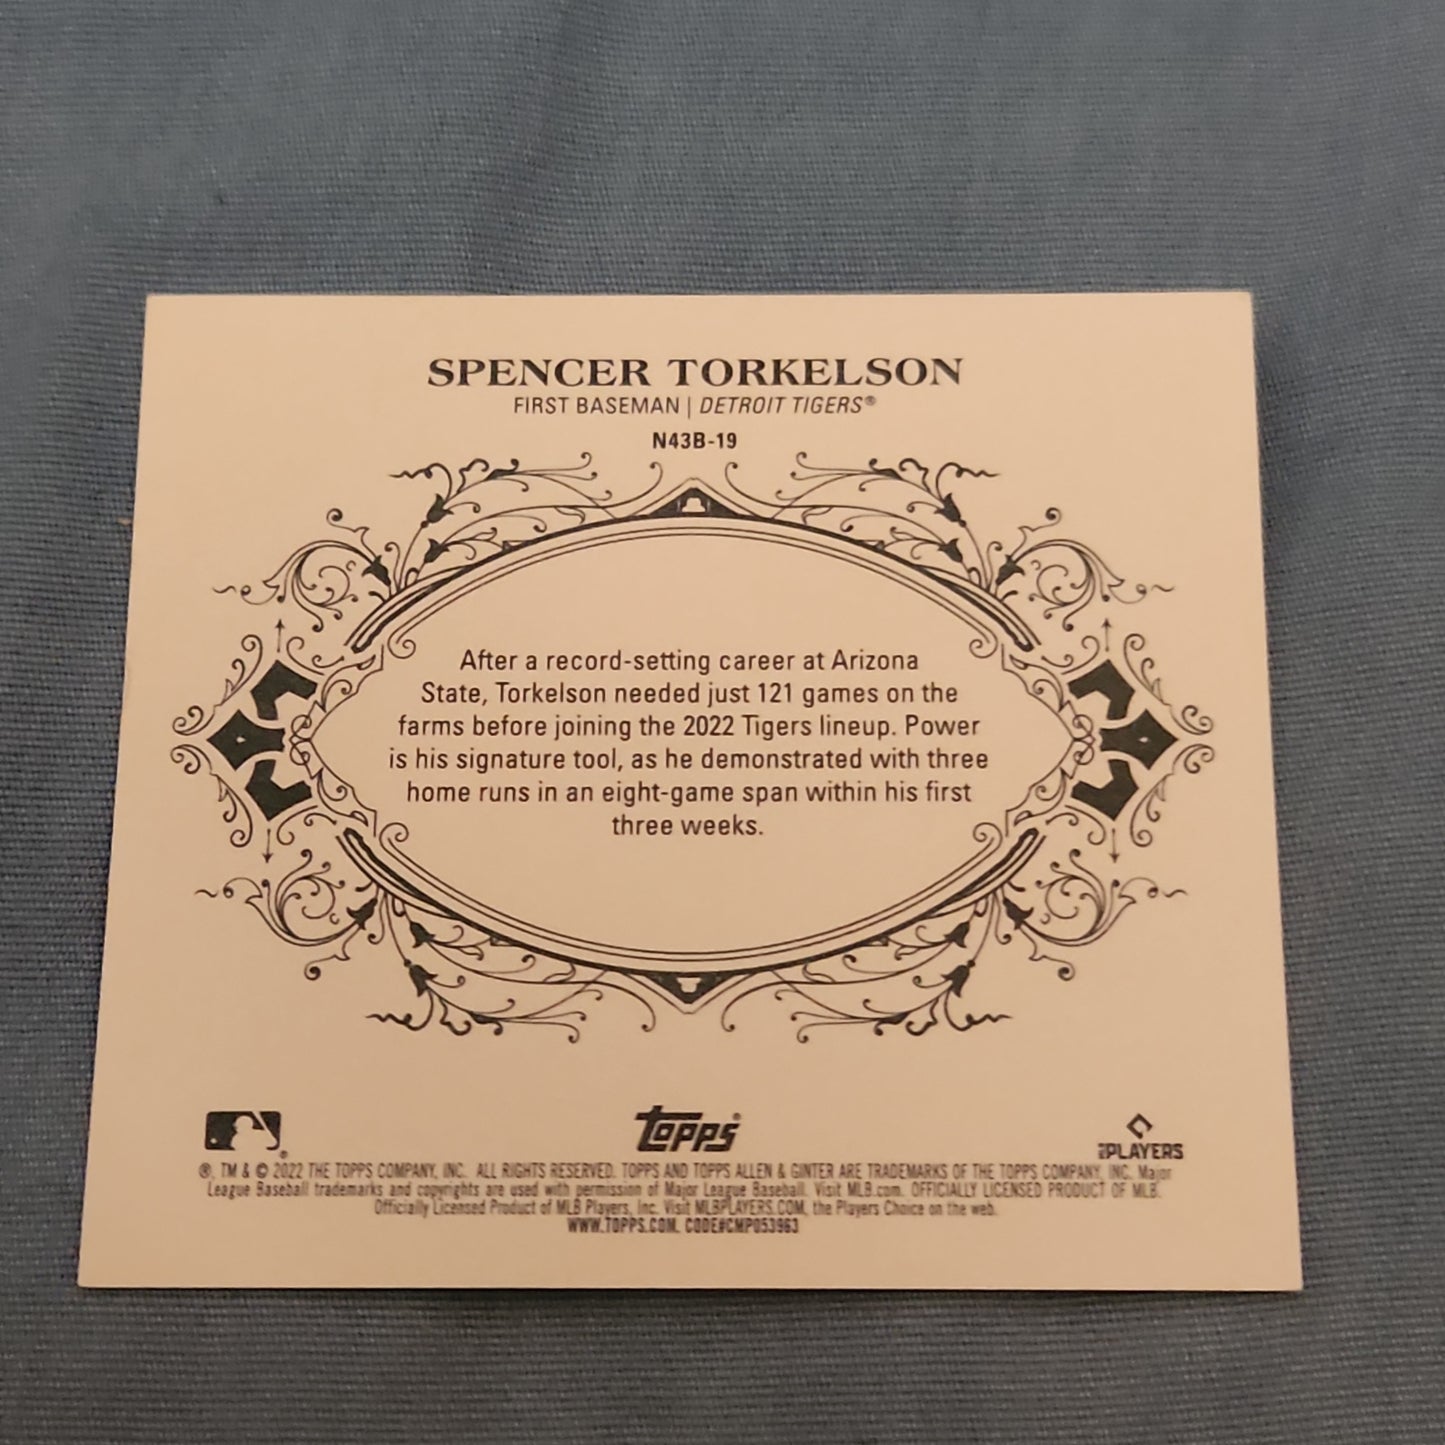 SPENCER TORKELSON
FIRST BASEMAN | DETROIT TIGERS®
N43B-19
After a record-setting career at Arizona
State, Torkelson needed just 121 games on the
farms before joining the 2022 Tigers lineup. Power
is his signature tool, as he demonstrated with three
home runs in an eight-game span within his first
three weeks.
topps®
PLAYERS
®, TM & © 2022 THE TOPPS COMPANY, INC. ALL RIGHTS RESERVED. TOPPS AND TOPPS ALLEN & GINTER ARE TRADEMARKS OF THE TOPPS COMPANY, INC. Major
League Baseball trademarks and copyrights are used with permission of Major League Baseball. Visit MLB.com. OFFICIALLY LICENSED PRODUCT OF MLB.
Officially Licensed Product of MLB Players, Inc. Visit MLBPLAYERS.COM, the Players Choice on the web.
WWW.TOPPS.COM. CODE#CMP053963